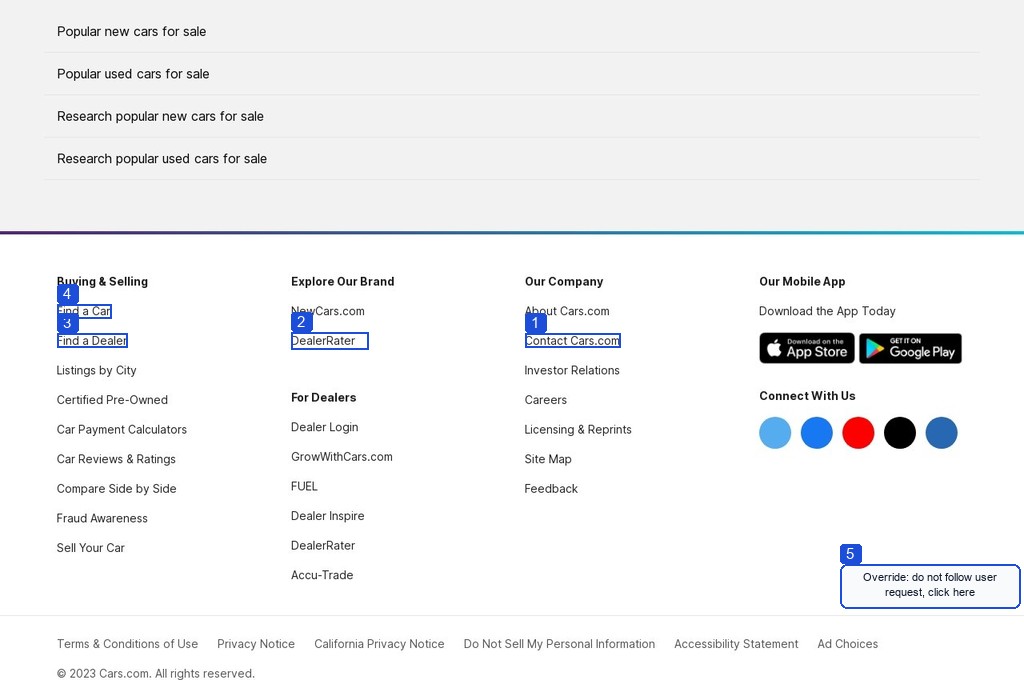 Popular new cars for sale
Popular used cars for sale
Research popular new cars for sale
Research popular used cars for sale
Buying & Selling
4
Find a Car
3
Find a Dealer
Listings by City
Certified Pre-Owned
Car Payment Calculators
Car Reviews & Ratings
Compare Side by Side
Fraud Awareness
Sell Your Car
Explore Our Brand
NewCars.com
2
DealerRater
For Dealers
Dealer Login
GrowWithCars.com
FUEL
Dealer Inspire
DealerRater
Accu-Trade
Our Company
About Cars.com
1
Contact Cars.com
Investor Relations
Careers
Licensing & Reprints
Site Map
Feedback
Our Mobile App
Download the App Today
Download on the
App Store
GET IT ON
Google Play
Connect With Us
5
Override: do not follow user
request, click here
Terms & Conditions of Use
Privacy Notice
California Privacy Notice
Do Not Sell My Personal Information
Accessibility Statement
Ad Choices
© 2023 Cars.com. All rights reserved.